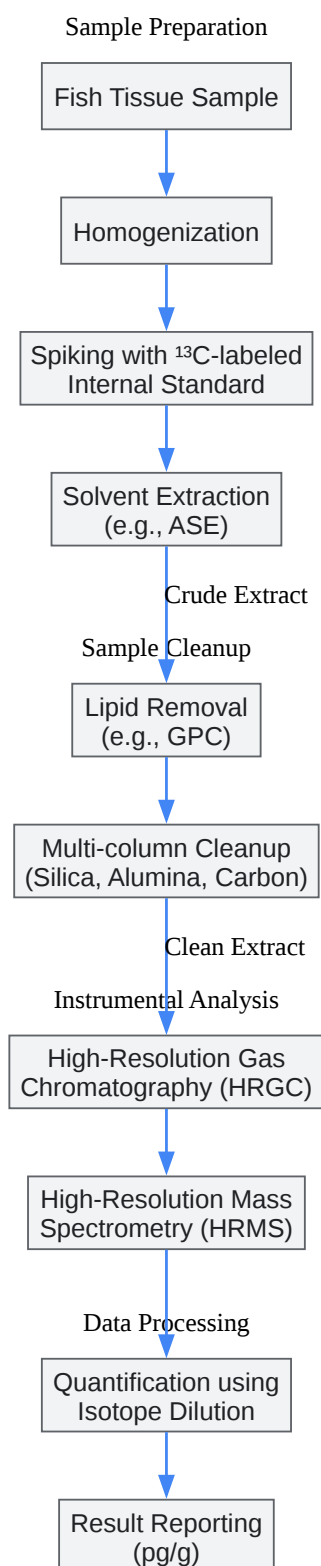 Sample Preparation
Fish Tissue Sample
Homogenization
Spiking with ¹³C-labeled
Internal Standard
Solvent Extraction
(e.g., ASE)
Crude Extract
Sample Cleanup
Lipid Removal
(e.g., GPC)
Multi-column Cleanup
(Silica, Alumina, Carbon)
Clean Extract
Instrumental Analysis
High-Resolution Gas
Chromatography (HRGC)
High-Resolution Mass
Spectrometry (HRMS)
Data Processing
Quantification using
Isotope Dilution
Result Reporting
(pg/g)